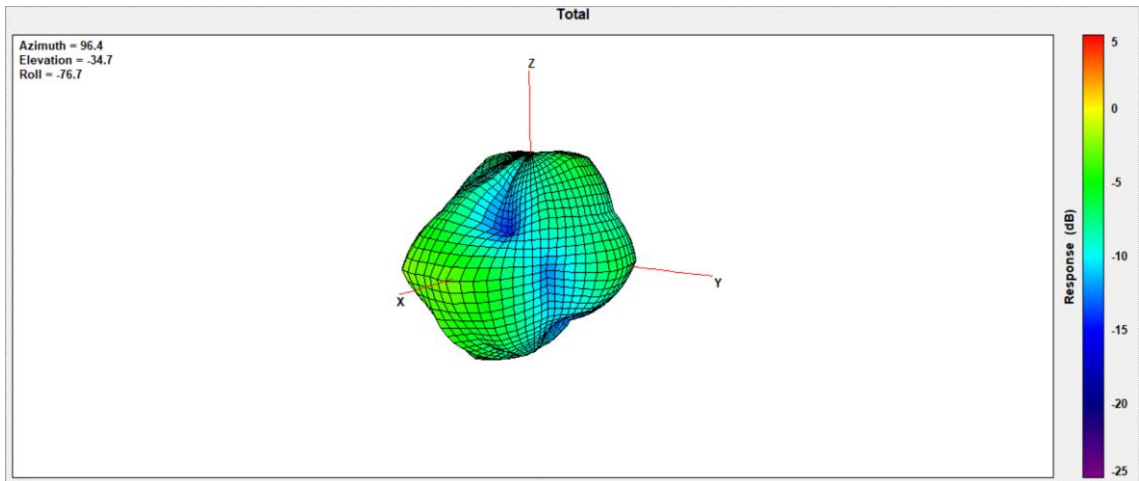 Total
Azimuth = 96.4
Elevation = -34.7
Roll = -76.7
Z
X
Y
5
0
-5
-10
-15
-20
-25
Response (dB)